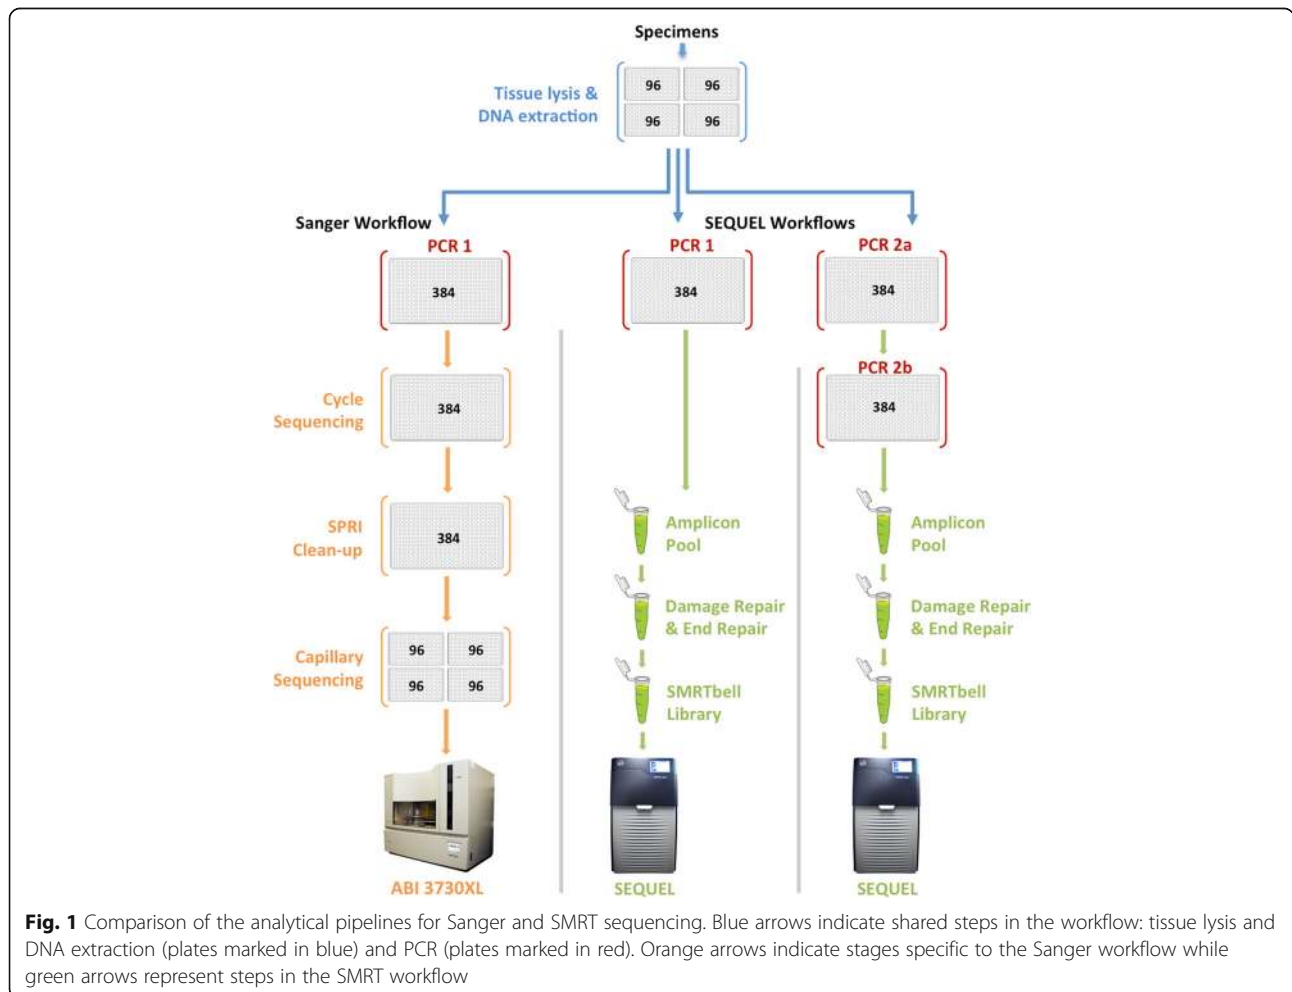 Specimens
Tissue lysis &
DNA extraction
96 96
96 96
Sanger Workflow
SEQUEL Workflows
PCR 1
384
PCR 1
384
PCR 2a
384
PCR 2b
384
Cycle
Sequencing
384
SPRI
Clean-up
384
Capillary
Sequencing
96 96
96 96
ABI 3730XL
Amplicon
Pool
Damage Repair
& End Repair
SMRTbell
Library
SEQUEL
Amplicon
Pool
Damage Repair
& End Repair
SMRTbell
Library
SEQUEL
Fig. 1 Comparison of the analytical pipelines for Sanger and SMRT sequencing. Blue arrows indicate shared steps in the workflow: tissue lysis and
DNA extraction (plates marked in blue) and PCR (plates marked in red). Orange arrows indicate stages specific to the Sanger workflow while
green arrows represent steps in the SMRT workflow